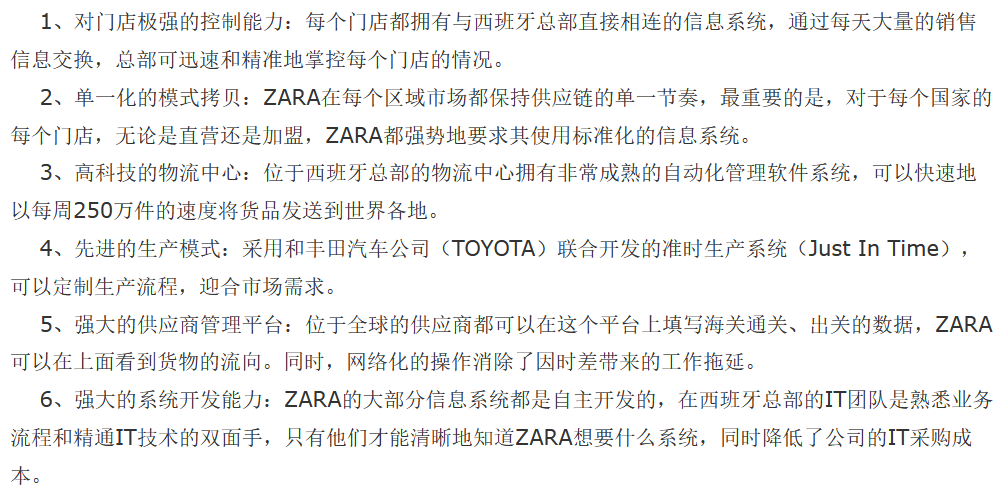 1、对门店极强的控制能力：每个门店都拥有与西班牙总部直接相连的信息系统，通过每天大量的销售
信息交换，总部可迅速和精准地掌控每个门店的情况。
2、单一化的模式拷贝：ZARA在每个区域市场都保持供应链的单一节奏，最重要的是，对于每个国家的
每个门店，无论是直营还是加盟，ZARA都强势地要求其使用标准化的信息系统。
3、高科技的物流中心：位于西班牙总部的物流中心拥有非常成熟的自动化管理软件系统，可以快速地
以每周250万件的速度将货品发送到世界各地。
4、先进的生产模式：采用和丰田汽车公司（TOYOTA）联合开发的准时生产系统（Just In Time），
可以定制生产流程，迎合市场需求。
5、强大的供应商管理平台：位于全球的供应商都可以在这个平台上填写海关通关、出关的数据，ZARA
可以在上面看到货物的流向。同时，网络化的操作消除了因时差带来的工作拖延。
6、强大的系统开发能力：ZARA的大部分信息系统都是自主开发的，在西班牙总部的IT团队是熟悉业务
流程和精通IT技术的双面手，只有他们才能清晰地知道ZARA想要什么系统，同时降低了公司的IT采购成
本。